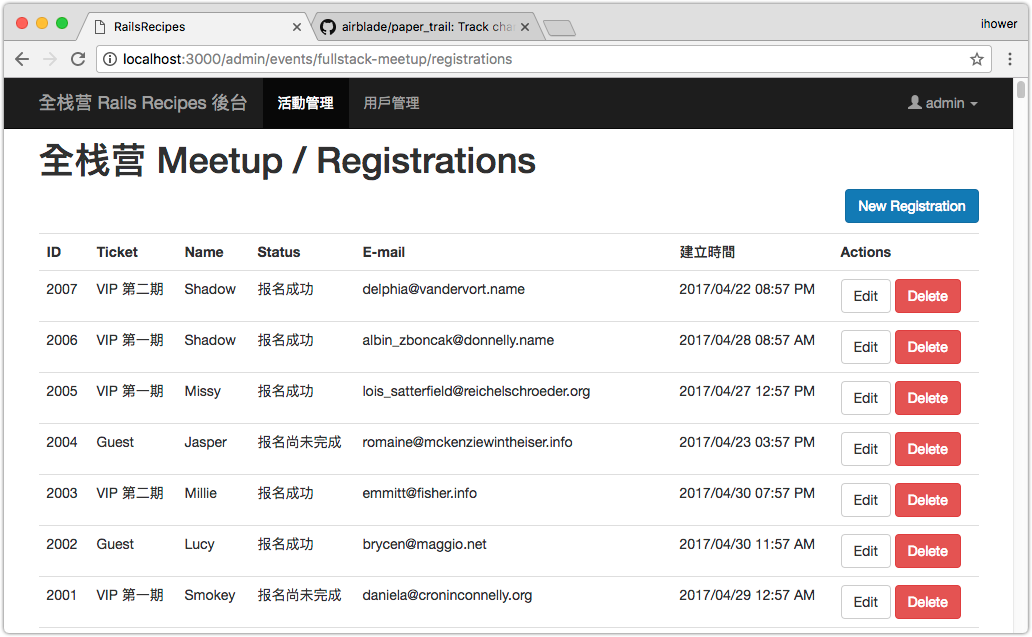 RailsRecipes
airblade/paper_trail: Track cha
ihower
localhost:3000/admin/events/fullstack-meetup/registrations
全栈营 Rails Recipes 後台 活動管理 用戶管理 admin
全栈营 Meetup / Registrations
New Registration
ID Ticket Name Status E-mail 建立時間 Actions
2007 VIP 第二期 Shadow 报名成功 delphia@vandervort.name 2017/04/22 08:57 PM Edit Delete
2006 VIP 第一期 Shadow 报名成功 albin_zboncak@donnelly.name 2017/04/28 08:57 AM Edit Delete
2005 VIP 第一期 Missy 报名成功 lois_satterfield@reichelschroeder.org 2017/04/27 12:57 PM Edit Delete
2004 Guest Jasper 报名尚未完成 romaine@mckenziewintheiser.info 2017/04/23 03:57 PM Edit Delete
2003 VIP 第二期 Millie 报名成功 emmitt@fisher.info 2017/04/30 07:57 PM Edit Delete
2002 Guest Lucy 报名成功 brycen@maggio.net 2017/04/30 11:57 AM Edit Delete
2001 VIP 第一期 Smokey 报名尚未完成 daniela@croninconnelly.org 2017/04/29 12:57 AM Edit Delete